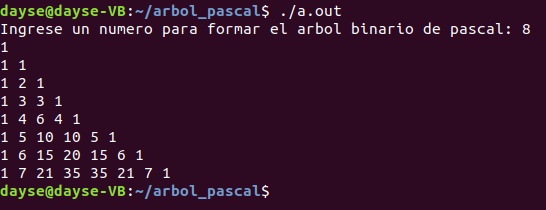 dayse@dayse-VB:~/arbol_pascal$ ./a.out
Ingrese un numero para formar el arbol binario de pascal: 8
1
1 1
1 2 1
1 3 3 1
1 4 6 4 1
1 5 10 10 5 1
1 6 15 20 15 6 1
1 7 21 35 35 21 7 1
dayse@dayse-VB:~/arbol_pascal$